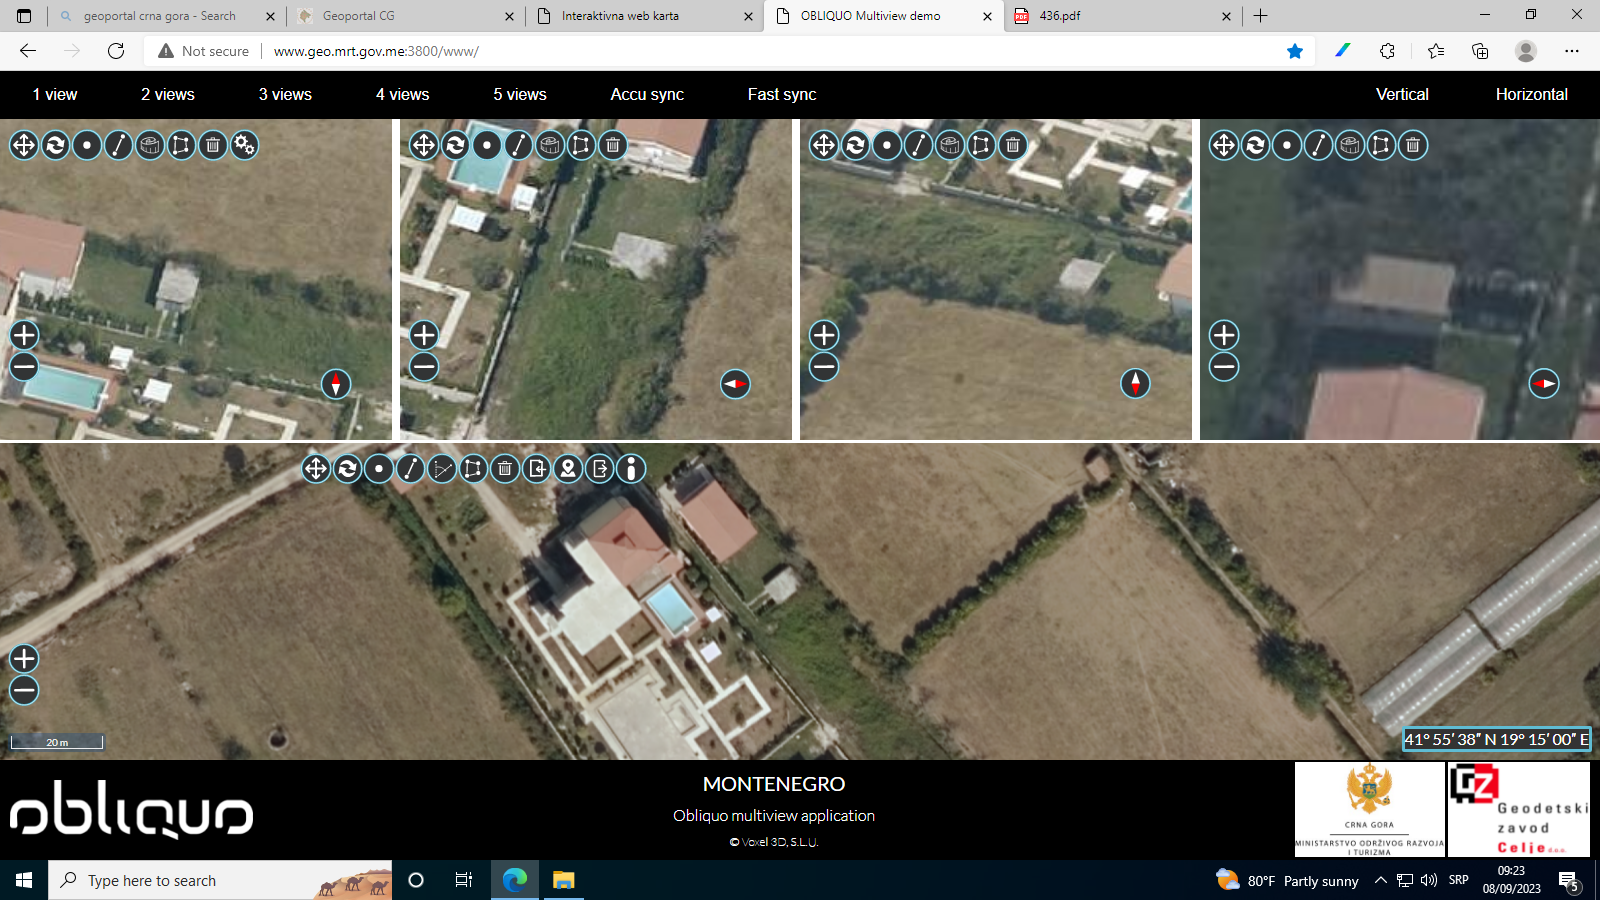 geoportal crna gora - Search
Geoportal CG
Interaktivna web karta
OBLIQUO Multiview demo
PDF
436.pdf
Not secure
www.geo.mrt.gov.me:3800/www/
1 view
2 views
3 views
4 views
5 views
Accu sync
Fast sync
Vertical
Horizontal
20 m
41° 55′ 38″ N 19° 15′ 00″ E
obliquo
MONTENEGRO
Obliquo multiview application
© Voxel 3D, S.L.U.
CRNA GORA
MINISTARSTVO ODRŽIVOG RAZVOJA
I TURIZMA
GZ
Geodetski
zavod
Celje d.o.o.
Type here to search
80°F Partly sunny
SRP
09:23
08/09/2023
5